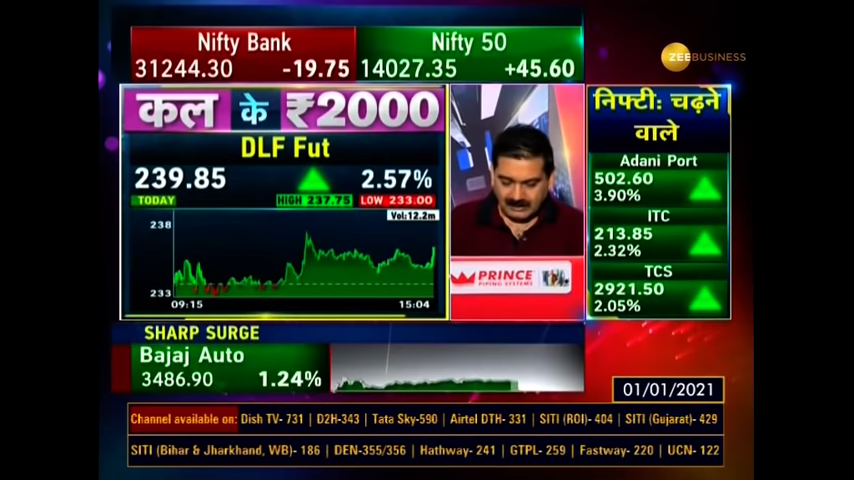 Nifty Bank
31244.30 -19.75
Nifty 50
14027.35 +45.60
ZEE BUSINESS
कल के ₹2000
DLF Fut
239.85 2.57%
TODAY HIGH 237.75 LOW 233.00
Vol:12.2m
238
233
09:15 15:04
PRINCE
PIPING SYSTEMS
निफ्टी: चढ़ने
वाले
Adani Port
502.60
3.90%
ITC
213.85
2.32%
TCS
2921.50
2.05%
SHARP SURGE
Bajaj Auto
3486.90 1.24%
01/01/2021
Channel available on: Dish TV- 731 | D2H-343 | Tata Sky-590 | Airtel DTH- 331 | SITI (ROI)- 404 | SITI (Gujarat)- 429
SITI (Bihar & Jharkhand, WB)- 186 | DEN-355/356 | Hathway- 241 | GTPL- 259 | Fastway- 220 | UCN- 122